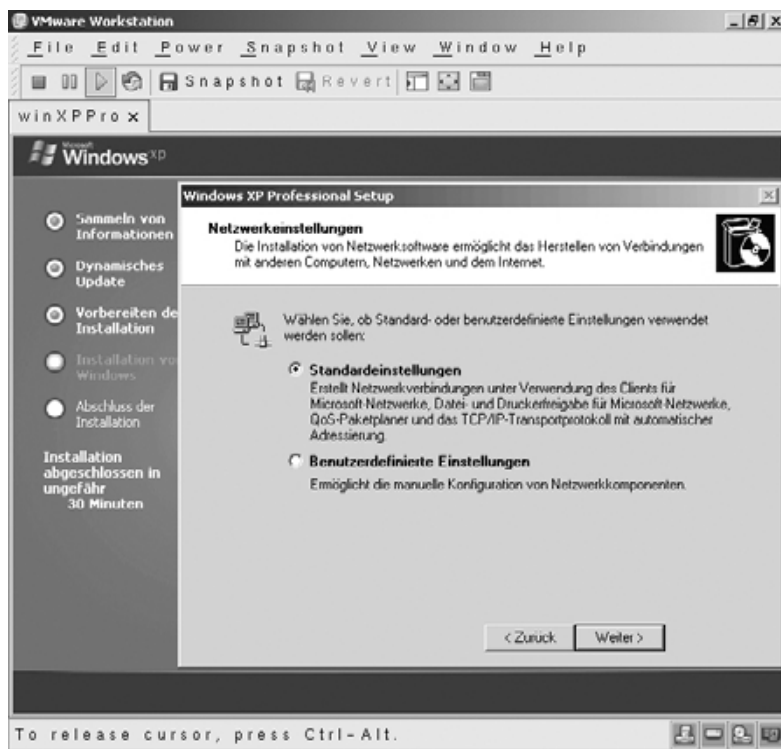 VMware Workstation
File Edit Power Snapshot View Window Help
Snapshot Revert
winXPPro x
Microsoft
Windows xp
Sammeln von
Informationen
Dynamisches
Update
Vorbereiten de
Installation
Installation vo
Windows
Abschluss der
Installation
Installation
abgeschlossen in
ungefähr
30 Minuten
Windows XP Professional Setup
Netzwerkeinstellungen
Die Installation von Netzwerksoftware ermöglicht das Herstellen von Verbindungen
mit anderen Computern, Netzwerken und dem Internet.
Wählen Sie, ob Standard- oder benutzerdefinierte Einstellungen verwendet
werden sollen:
Standardeinstellungen
Erstellt Netzwerkverbindungen unter Verwendung des Clients für
Microsoft-Netzwerke, Datei- und Druckerfreigabe für Microsoft-Netzwerke,
QoS-Paketplaner und das TCP/IP-Transportprotokoll mit automatischer
Adressierung.
Benutzerdefinierte Einstellungen
Ermöglicht die manuelle Konfiguration von Netzwerkkomponenten.
< Zurück Weiter >
To release cursor, press Ctrl-Alt.